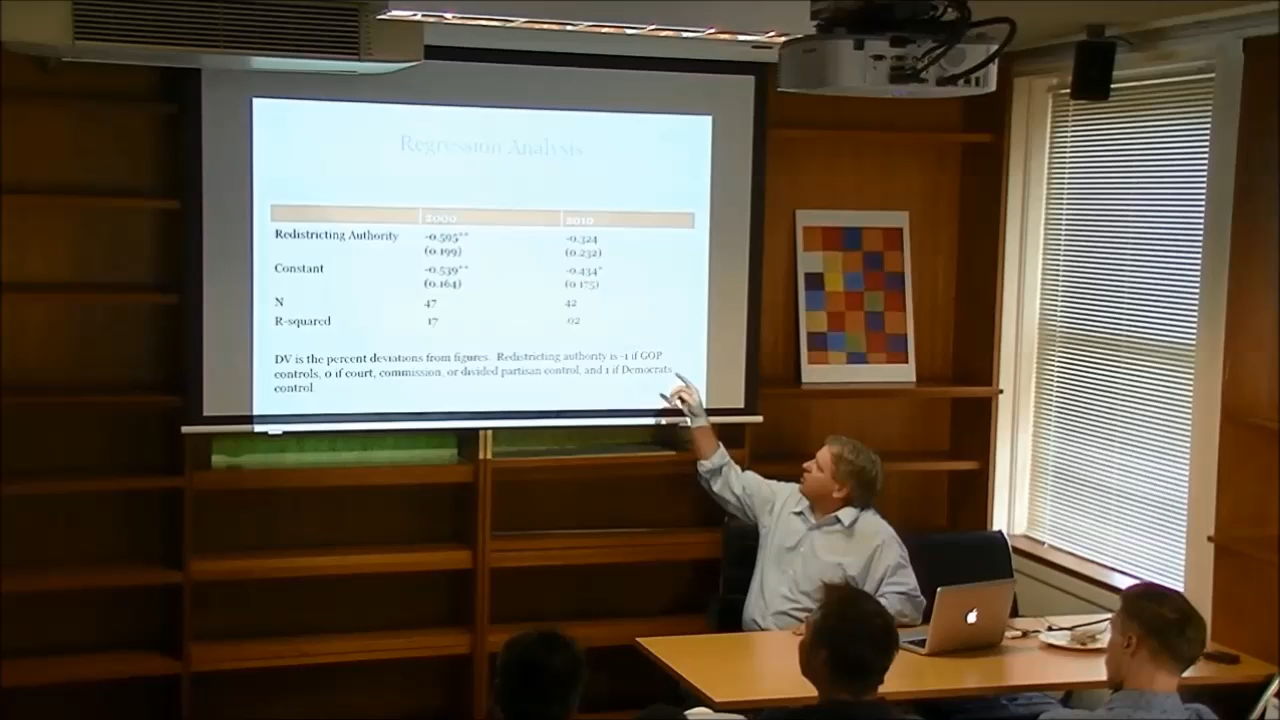 Regression Analysis
2000 2010
Redistricting Authority -0.595** -0.324
(0.199) (0.232)
Constant -0.539** -0.434*
(0.164) (0.175)
N 47 42
R-squared .17 .02
DV is the percent deviations from figures. Redistricting authority is -1 if GOP
controls, 0 if court, commission, or divided partisan control, and 1 if Democrats
control.